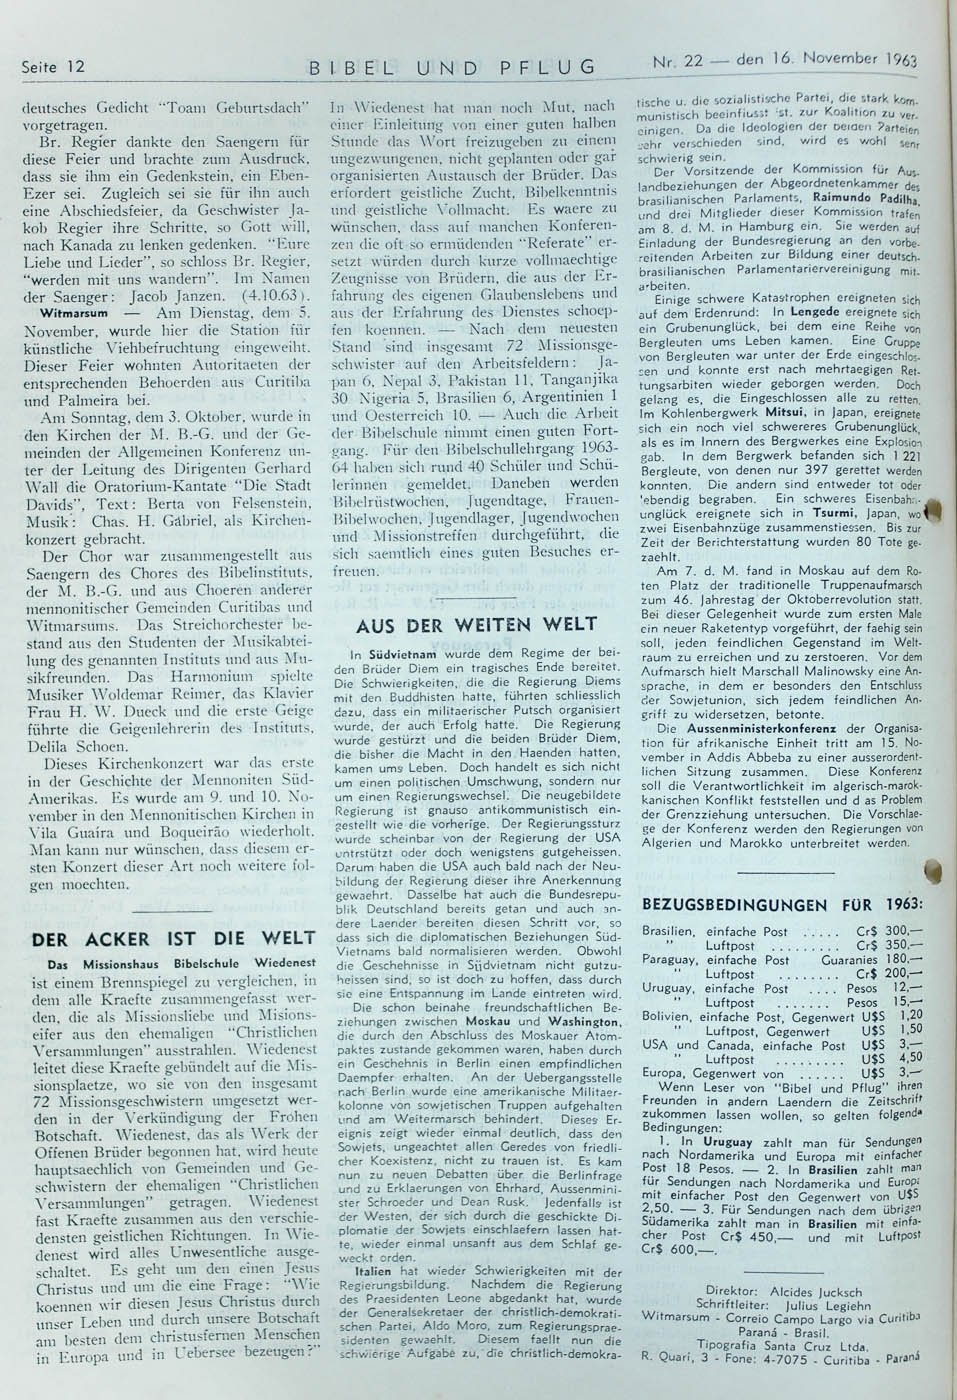 Seite 12
BIBEL UND PFLUG
Nr. 22 — den 16. November 1963
deutsches Gedicht "Toam Geburtsdach"
vorgetragen.
Br. Regier dankte den Saengern für
diese Feier und brachte zum Ausdruck,
dass sie ihm ein Gedenkstein, ein Eben-
Ezer sei. Zugleich sei sie für ihn auch
eine Abschiedsfeier, da Geschwister Ja-
kob Regier ihre Schritte, so Gott will,
nach Kanada zu lenken gedenken. "Eure
Liebe und Lieder", so schloss Br. Regier,
"werden mit uns wandern". Im Namen
der Saenger: Jacob Janzen. (4.10.63).
Witmarsum — Am Dienstag, dem 5.
November, wurde hier die Station für
künstliche Viehbefruchtung eingeweiht.
Dieser Feier wohnten Autoritaeten der
entsprechenden Behoerden aus Curitiba
und Palmeira bei.
Am Sonntag, dem 3. Oktober, wurde in
den Kirchen der M. B.-G. und der Ge-
meinden der Allgemeinen Konferenz un-
ter der Leitung des Dirigenten Gerhard
Wall die Oratorium-Kantate "Die Stadt
Davids", Text: Berta von Felsenstein,
Musik: Chas. H. Gabriel, als Kirchen-
konzert gebracht.
Der Chor war zusammengestellt aus
Saengern des Chores des Bibelinstituts,
der M. B.-G. und aus Choeren anderer
mennonitischer Gemeinden Curitibas und
Witmarsums. Das Streichorchester be-
stand aus den Studenten der Musikabtei-
lung des genannten Instituts und aus Mu-
sikfreunden. Das Harmonium spielte
Musiker Woldemar Reimer, das Klavier
Frau H. W. Dueck und die erste Geige
führte die Geigenlehrerin des Instituts,
Delila Schoen.
Dieses Kirchenkonzert war das erste
in der Geschichte der Mennoniten Süd-
Amerikas. Es wurde am 9. und 10. No-
vember in den Mennonitischen Kirchen in
Vila Guaira und Boqueirão wiederholt.
Man kann nur wünschen, dass diesem er-
sten Konzert dieser Art noch weitere fol-
gen moechten.
DER ACKER IST DIE WELT
Das Missionshaus Bibelschule Wiedenest
ist einem Brennspiegel zu vergleichen, in
dem alle Kraefte zusammengefasst wer-
den, die als Missionsliebe und Misions-
eifer aus den ehemaligen "Christlichen
Versammlungen" ausstrahlen. Wiedenest
leitet diese Kraefte gebündelt auf die Mis-
sionsplaetze, wo sie von den insgesamt
72 Missionsgeschwistern umgesetzt wer-
den in der Verkündigung der Frohen
Botschaft. Wiedenest, das als Werk der
Offenen Brüder begonnen hat, wird heute
hauptsaechlich von Gemeinden und Ge-
schwistern der ehemaligen "Christlichen
Versammlungen" getragen. Wiedenest
fast Kraefte zusammen aus den verschie-
densten geistlichen Richtungen. In Wie-
denest wird alles Unwesentliche ausge-
schaltet. Es geht um den einen Jesus
Christus und um die eine Frage: "Wie
koennen wir diesen Jesus Christus durch
unser Leben und durch unsere Botschaft
am besten dem christusfernen Menschen
in Europa und in Uebersee bezeugen?"
In Wiedenest hat man noch Mut, nach
einer Einleitung von einer guten halben
Stunde das Wort freizugeben zu einem
ungezwungenen, nicht geplanten oder gar
organisierten Austausch der Brüder. Das
erfordert geistliche Zucht, Bibelkenntnis
und geistliche Vollmacht. Es waere zu
wünschen, dass auf manchen Konferen-
zen die oft so ermüdenden "Referate" er-
setzt würden durch kurze vollmaechtige
Zeugnisse von Brüdern, die aus der Er-
fahrung des eigenen Glaubenslebens und
aus der Erfahrung des Dienstes schoep-
fen koennen. — Nach dem neuesten
Stand sind insgesamt 72 Missionsge-
schwister auf den Arbeitsfeldern: Ja-
pan 6, Nepal 3, Pakistan 11, Tanganjika
30 Nigeria 5, Brasilien 6, Argentinien 1
und Oesterreich 10. — Auch die Arbeit
der Bibelschule nimmt einen guten Fort-
gang. Für den Bibelschullehrgang 1963-
64 haben sich rund 40 Schüler und Schü-
lerinnen gemeldet. Daneben werden
Bibelrüstwochen, Jugendtage, Frauen-
Bibelwochen, Jugendlager, Jugendwochen
und Missionstreffen durchgeführt, die
sich saemtlich eines guten Besuches er-
freuen.
AUS DER WEITEN WELT
In Südvietnam wurde dem Regime der bei-
den Brüder Diem ein tragisches Ende bereitet.
Die Schwierigkeiten, die die Regierung Diems
mit den Buddhisten hatte, führten schliesslich
dazu, dass ein militaerischer Putsch organisiert
wurde, der auch Erfolg hatte. Die Regierung
wurde gestürzt und die beiden Brüder Diem,
die bisher die Macht in den Haenden hatten,
kamen ums Leben. Doch handelt es sich nicht
um einen politischen Umschwung, sondern nur
um einen Regierungswechsel. Die neugebildete
Regierung ist gnauso antikommunistisch ein-
gestellt wie die vorherige. Der Regierungssturz
wurde scheinbar von der Regierung der USA
untrstützt oder doch wenigstens gutgeheissen.
Darum haben die USA auch bald nach der Neu-
bildung der Regierung dieser ihre Anerkennung
gewaehrt. Dasselbe hat auch die Bundesrepu-
blik Deutschland bereits getan und auch an-
dere Laender bereiten diesen Schritt vor, so
dass sich die diplomatischen Beziehungen Süd-
Vietnams bald normalisieren werden. Obwohl
die Geschehnisse in Südvietnam nicht gutzu-
heissen sind, so ist doch zu hoffen, dass durch
sie eine Entspannung im Lande eintreten wird.
Die schon beinahe freundschaftlichen Be-
ziehungen zwischen Moskau und Washington,
die durch den Abschluss des Moskauer Atom-
paktes zustande gekommen waren, haben durch
ein Geschehnis in Berlin einen empfindlichen
Daempfer erhalten. An der Uebergangsstelle
nach Berlin wurde eine amerikanische Militaer-
kolonne von sowjetischen Truppen aufgehalten
und am Weitermarsch behindert. Dieses Er-
eignis zeigt wieder einmal deutlich, dass den
Sowjets, ungeachtet allen Geredes von friedli-
cher Koexistenz, nicht zu trauen ist. Es kam
nun zu neuen Debatten über die Berlinfrage
und zu Erklaerungen von Ehrhard, Aussenmini-
ster Schroeder und Dean Rusk. Jedenfalls ist
der Westen, der sich durch die geschickte Di-
plomatie der Sowjets einschlaefern lassen hat-
te, wieder einmal unsanft aus dem Schlaf ge-
weckt orden.
Italien hat wieder Schwierigkeiten mit der
Regierungsbildung. Nachdem die Regierung
des Praesidenten Leone abgedankt hat, wurde
der Generalsekretaer der christlich-demokrati-
schen Partei, Aldo Moro, zum Regierungsprae-
sidenten gewaehlt. Diesem faellt nun die
schwierige Aufgabe zu, die christlich-demokra-
tische u. die sozialistische Partei, die stark kom-
munistisch beeinflusst ist. zur Koalition zu ver-
einigen. Da die Ideologien der beiden Parteien
sehr verschieden sind, wird es wohl sehr
schwierig sein.
Der Vorsitzende der Kommission für Aus-
landbeziehungen der Abgeordnetenkammer des
brasilianischen Parlaments, Raimundo Padilha,
und drei Mitglieder dieser Kommission trafen
am 8. d. M. in Hamburg ein. Sie werden auf
Einladung der Bundesregierung an den vorbe-
reitenden Arbeiten zur Bildung einer deutsch-
brasilianischen Parlamentariervereinigung mit-
arbeiten.
Einige schwere Katastrophen ereigneten sich
auf dem Erdenrund: In Lengede ereignete sich
ein Grubenunglück, bei dem eine Reihe von
Bergleuten ums Leben kamen. Eine Gruppe
von Bergleuten war unter der Erde eingeschlos-
sen und konnte erst nach mehrtaegigen Ret-
tungsarbiten wieder geborgen werden. Doch
gelang es, die Eingeschlossen alle zu retten.
Im Kohlenbergwerk Mitsui, in Japan, ereignete
sich ein noch viel schwereres Grubenunglück,
als es im Innern des Bergwerkes eine Explosion
gab. In dem Bergwerk befanden sich 1 221
Bergleute, von denen nur 397 gerettet werden
konnten. Die andern sind entweder tot oder
lebendig begraben. Ein schweres Eisenbahn-
unglück ereignete sich in Tsurmi, Japan, wo
zwei Eisenbahnzüge zusammenstiessen. Bis zur
Zeit der Berichterstattung wurden 80 Tote ge-
zaehlt.
Am 7. d. M. fand in Moskau auf dem Ro-
ten Platz der traditionelle Truppenaufmarsch
zum 46. Jahrestag der Oktoberrevolution statt.
Bei dieser Gelegenheit wurde zum ersten Male
ein neuer Raketentyp vorgeführt, der faehig sein
soll, jeden feindlichen Gegenstand im Welt-
raum zu erreichen und zu zerstoeren. Vor dem
Aufmarsch hielt Marschall Malinowsky eine An-
sprache, in dem er besonders den Entschluss
der Sowjetunion, sich jedem feindlichen An-
griff zu widersetzen, betonte.
Die Aussenministerkonferenz der Organisa-
tion für afrikanische Einheit tritt am 15. No-
vember in Addis Abbeba zu einer ausserordent-
lichen Sitzung zusammen. Diese Konferenz
soll die Verantwortlichkeit im algerisch-marok-
kanischen Konflikt feststellen und d as Problem
der Grenzziehung untersuchen. Die Vorschlae-
ge der Konferenz werden den Regierungen von
Algerien und Marokko unterbreitet werden.
BEZUGSBEDINGUNGEN FÜR 1963:
Brasilien, einfache Post ..... Cr$ 300,—
" Luftpost ......... Cr$ 350,—
Paraguay, einfache Post Guaranies 180,—
" Luftpost ........ Cr$ 200,—
Uruguay, einfache Post .... Pesos 12,—
" Luftpost ....... Pesos 15,—
Bolivien, einfache Post, Gegenwert U$S 1,20
" Luftpost, Gegenwert U$S 1,50
USA und Canada, einfache Post U$S 3,—
" Luftpost ....... U$S 4,50
Europa, Gegenwert von ...... U$S 3,—
Wenn Leser von "Bibel und Pflug" ihren
Freunden in andern Laendern die Zeitschrift
zukommen lassen wollen, so gelten folgende
Bedingungen:
1. In Uruguay zahlt man für Sendungen
nach Nordamerika und Europa mit einfacher
Post 18 Pesos. — 2. In Brasilien zahlt man
für Sendungen nach Nordamerika und Europa
mit einfacher Post den Gegenwert von U$S
2,50. — 3. Für Sendungen nach dem übrigen
Südamerika zahlt man in Brasilien mit einfa-
cher Post Cr$ 450,— und mit Luftpost
Cr$ 600,—.
Direktor: Alcides Jucksch
Schriftleiter: Julius Legiehn
Witmarsum - Correio Campo Largo via Curitiba
Paraná - Brasil.
Tipografia Santa Cruz Ltda.
R. Quari, 3 - Fone: 4-7075 - Curitiba - Paraná